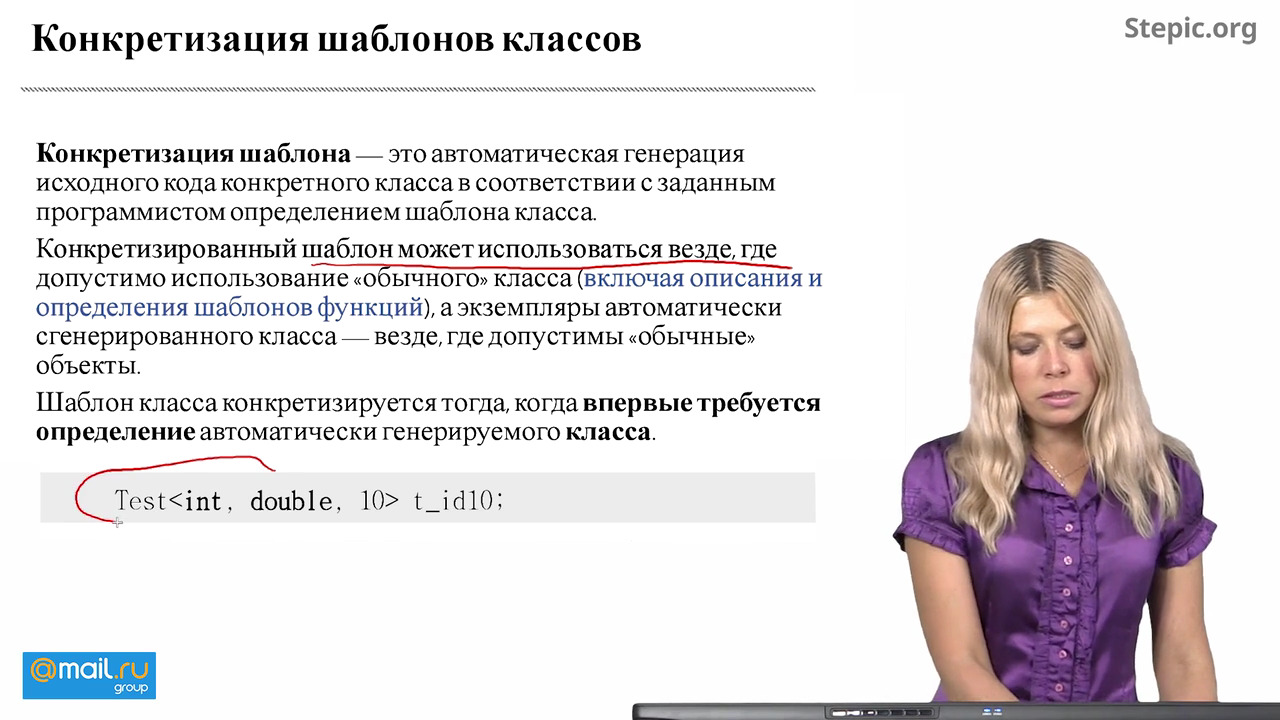 Конкретизация шаблонов классов
Stepic.org
Конкретизация шаблона — это автоматическая генерация
исходного кода конкретного класса в соответствии с заданным
программистом определением шаблона класса.
Конкретизированный шаблон может использоваться везде, где
допустимо использование «обычного» класса (включая описания и
определения шаблонов функций), а экземпляры автоматически
сгенерированного класса — везде, где допустимы «обычные»
объекты.
Шаблон класса конкретизируется тогда, когда впервые требуется
определение автоматически генерируемого класса.
Test<int, double, 10> t_id10;
@mail.ru
group